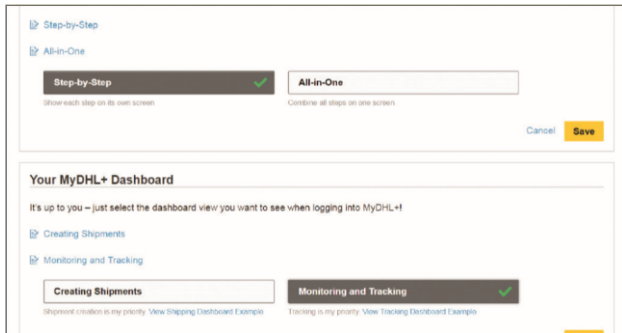 Step-by-Step
All-in-One
Step-by-Step All-in-One
Show each step on its own screen Combine all steps on one screen
Cancel Save
Your MyDHL+ Dashboard
It's up to you – just select the dashboard view you want to see when logging into MyDHL+!
Creating Shipments
Monitoring and Tracking
Creating Shipments Monitoring and Tracking
Shipment creation is my priority. View Shipping Dashboard Example Tracking is my priority. View Tracking Dashboard Example